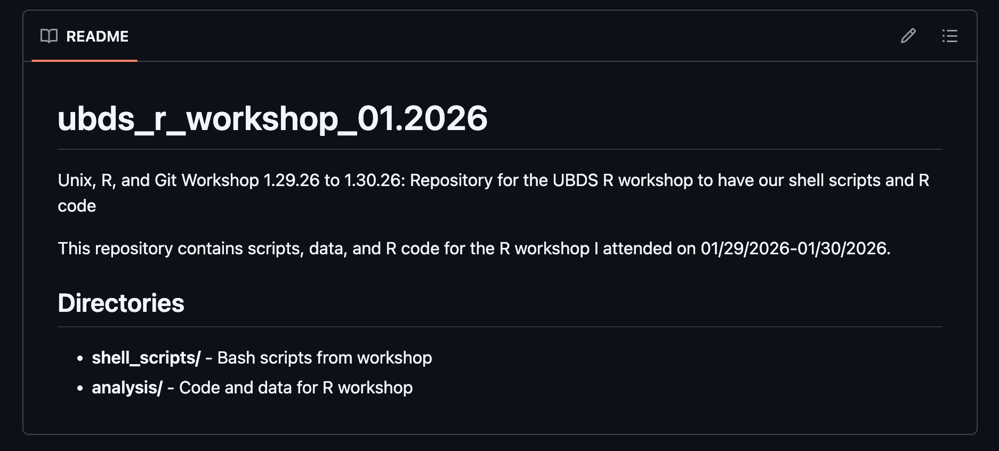 README
ubds_r_workshop_01.2026
Unix, R, and Git Workshop 1.29.26 to 1.30.26: Repository for the UBDS R workshop to have our shell scripts and R
code
This repository contains scripts, data, and R code for the R workshop I attended on 01/29/2026-01/30/2026.
Directories
• shell_scripts/ - Bash scripts from workshop
• analysis/ - Code and data for R workshop